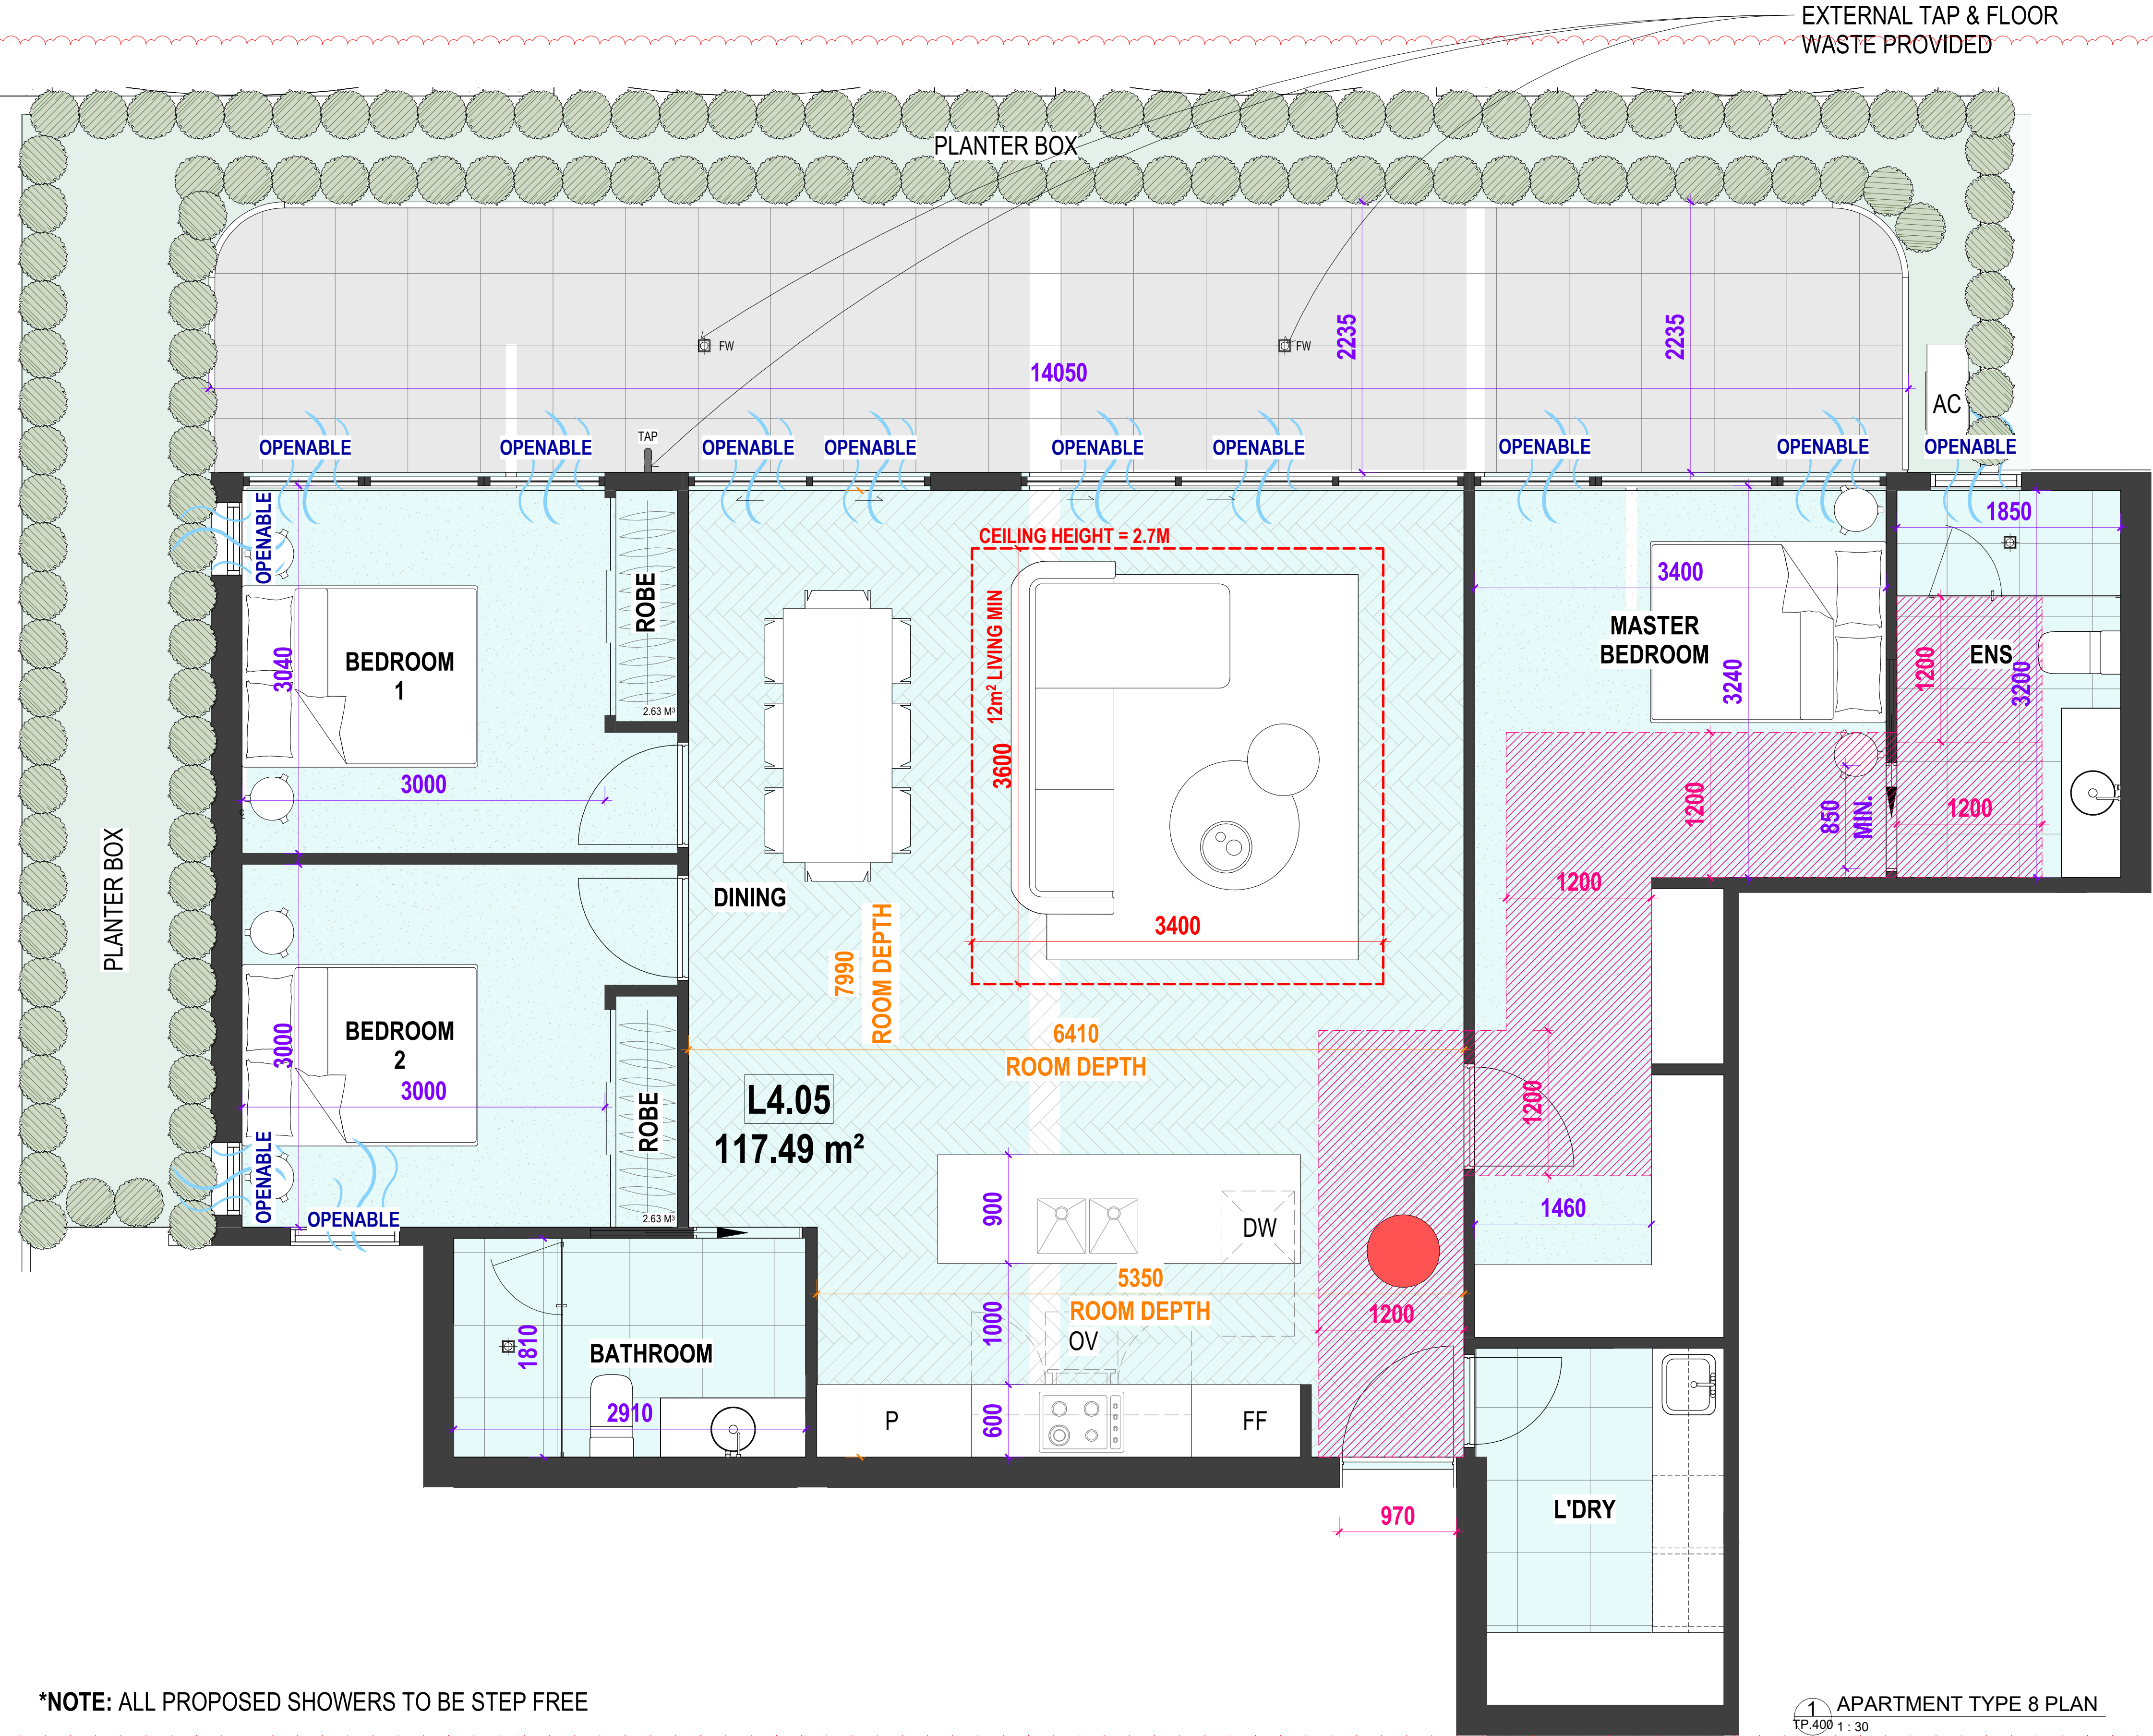 EXTERNAL TAP & FLOOR
WASTE PROVIDED
PLANTER BOX
FW
FW
2235
2235
14050
AC
TAP
OPENABLE
OPENABLE
OPENABLE
OPENABLE
OPENABLE
OPENABLE
OPENABLE
OPENABLE
OPENABLE
OPENABLE
1850
CEILING HEIGHT = 2.7M
3400
ROBE
12m² LIVING MIN
MASTER
BEDROOM
ENS
BEDROOM
1
3040
3240
1200
3200
2.63 M³
3600
3000
1200
850
MIN.
1200
PLANTER BOX
DINING
1200
3400
7990
ROOM DEPTH
BEDROOM
2
3000
6410
ROOM DEPTH
3000
L4.05
117.49 m²
ROBE
1200
OPENABLE
OPENABLE
2.63 M³
900
DW
1460
5350
ROOM DEPTH
1000
OV
1200
1810
BATHROOM
2910
P
600
FF
L'DRY
970
*NOTE: ALL PROPOSED SHOWERS TO BE STEP FREE
1
TP.400
APARTMENT TYPE 8 PLAN
1 : 30